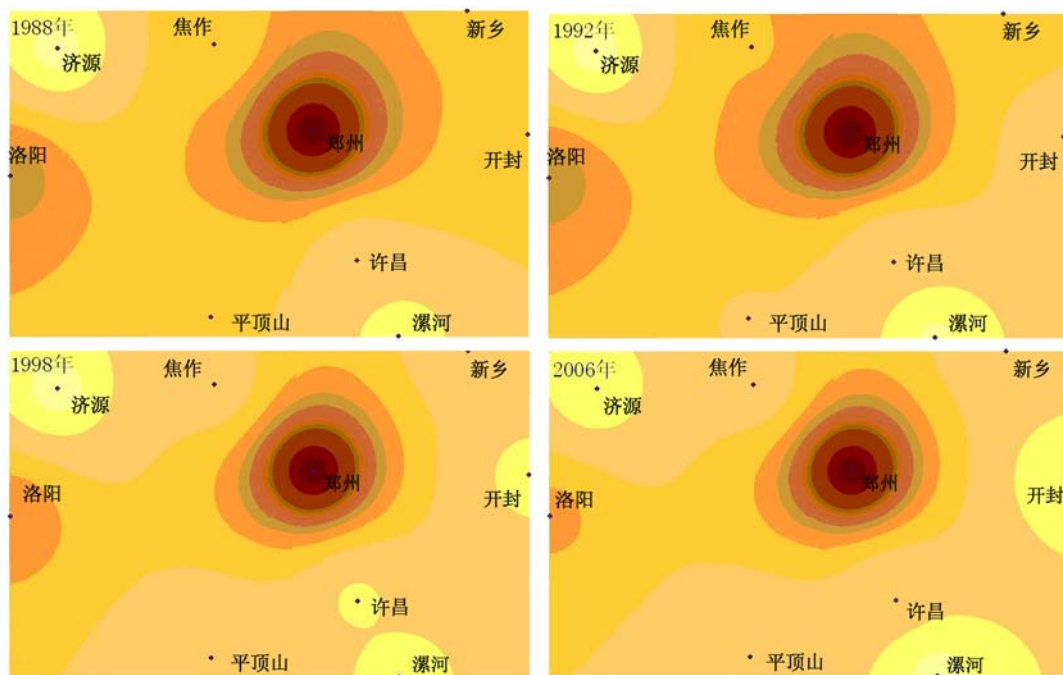 1988年
焦作
新乡
济源
郑州
洛阳
开封
许昌
平顶山
漯河
1992年
焦作
新乡
济源
郑州
洛阳
开封
许昌
平顶山
漯河
1998年
焦作
新乡
济源
郑州
洛阳
开封
许昌
平顶山
漯河
2006年
焦作
新乡
济源
郑州
洛阳
开封
许昌
平顶山
漯河